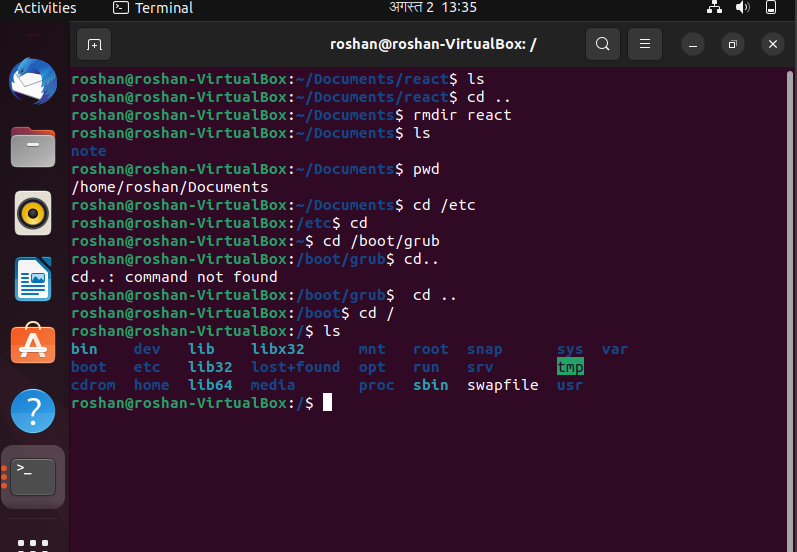 Activities Terminal अगस्त 2 13:35
roshan@roshan-VirtualBox: /
roshan@roshan-VirtualBox:~/Documents/react$ ls
roshan@roshan-VirtualBox:~/Documents/react$ cd ..
roshan@roshan-VirtualBox:~/Documents$ rmdir react
roshan@roshan-VirtualBox:~/Documents$ ls
note
roshan@roshan-VirtualBox:~/Documents$ pwd
/home/roshan/Documents
roshan@roshan-VirtualBox:~/Documents$ cd /etc
roshan@roshan-VirtualBox:/etc$ cd
roshan@roshan-VirtualBox:~$ cd /boot/grub
roshan@roshan-VirtualBox:/boot/grub$ cd..
cd..: command not found
roshan@roshan-VirtualBox:/boot/grub$  cd ..
roshan@roshan-VirtualBox:/boot$ cd /
roshan@roshan-VirtualBox:/$ ls
bin    dev   lib    libx32      mnt   root  snap      sys  var
boot   etc   lib32  lost+found  opt   run   srv       tmp
cdrom  home  lib64  media       proc  sbin  swapfile  usr
roshan@roshan-VirtualBox:/$